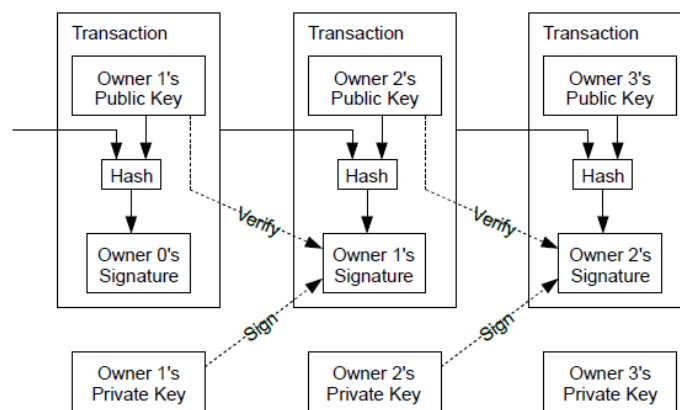 Transaction
Owner 1's
Public Key
Hash
Owner 0's
Signature
Transaction
Owner 2's
Public Key
Hash
Owner 1's
Signature
Transaction
Owner 3's
Public Key
Hash
Owner 2's
Signature
Verify
Verify
Sign
Sign
Owner 1's
Private Key
Owner 2's
Private Key
Owner 3's
Private Key